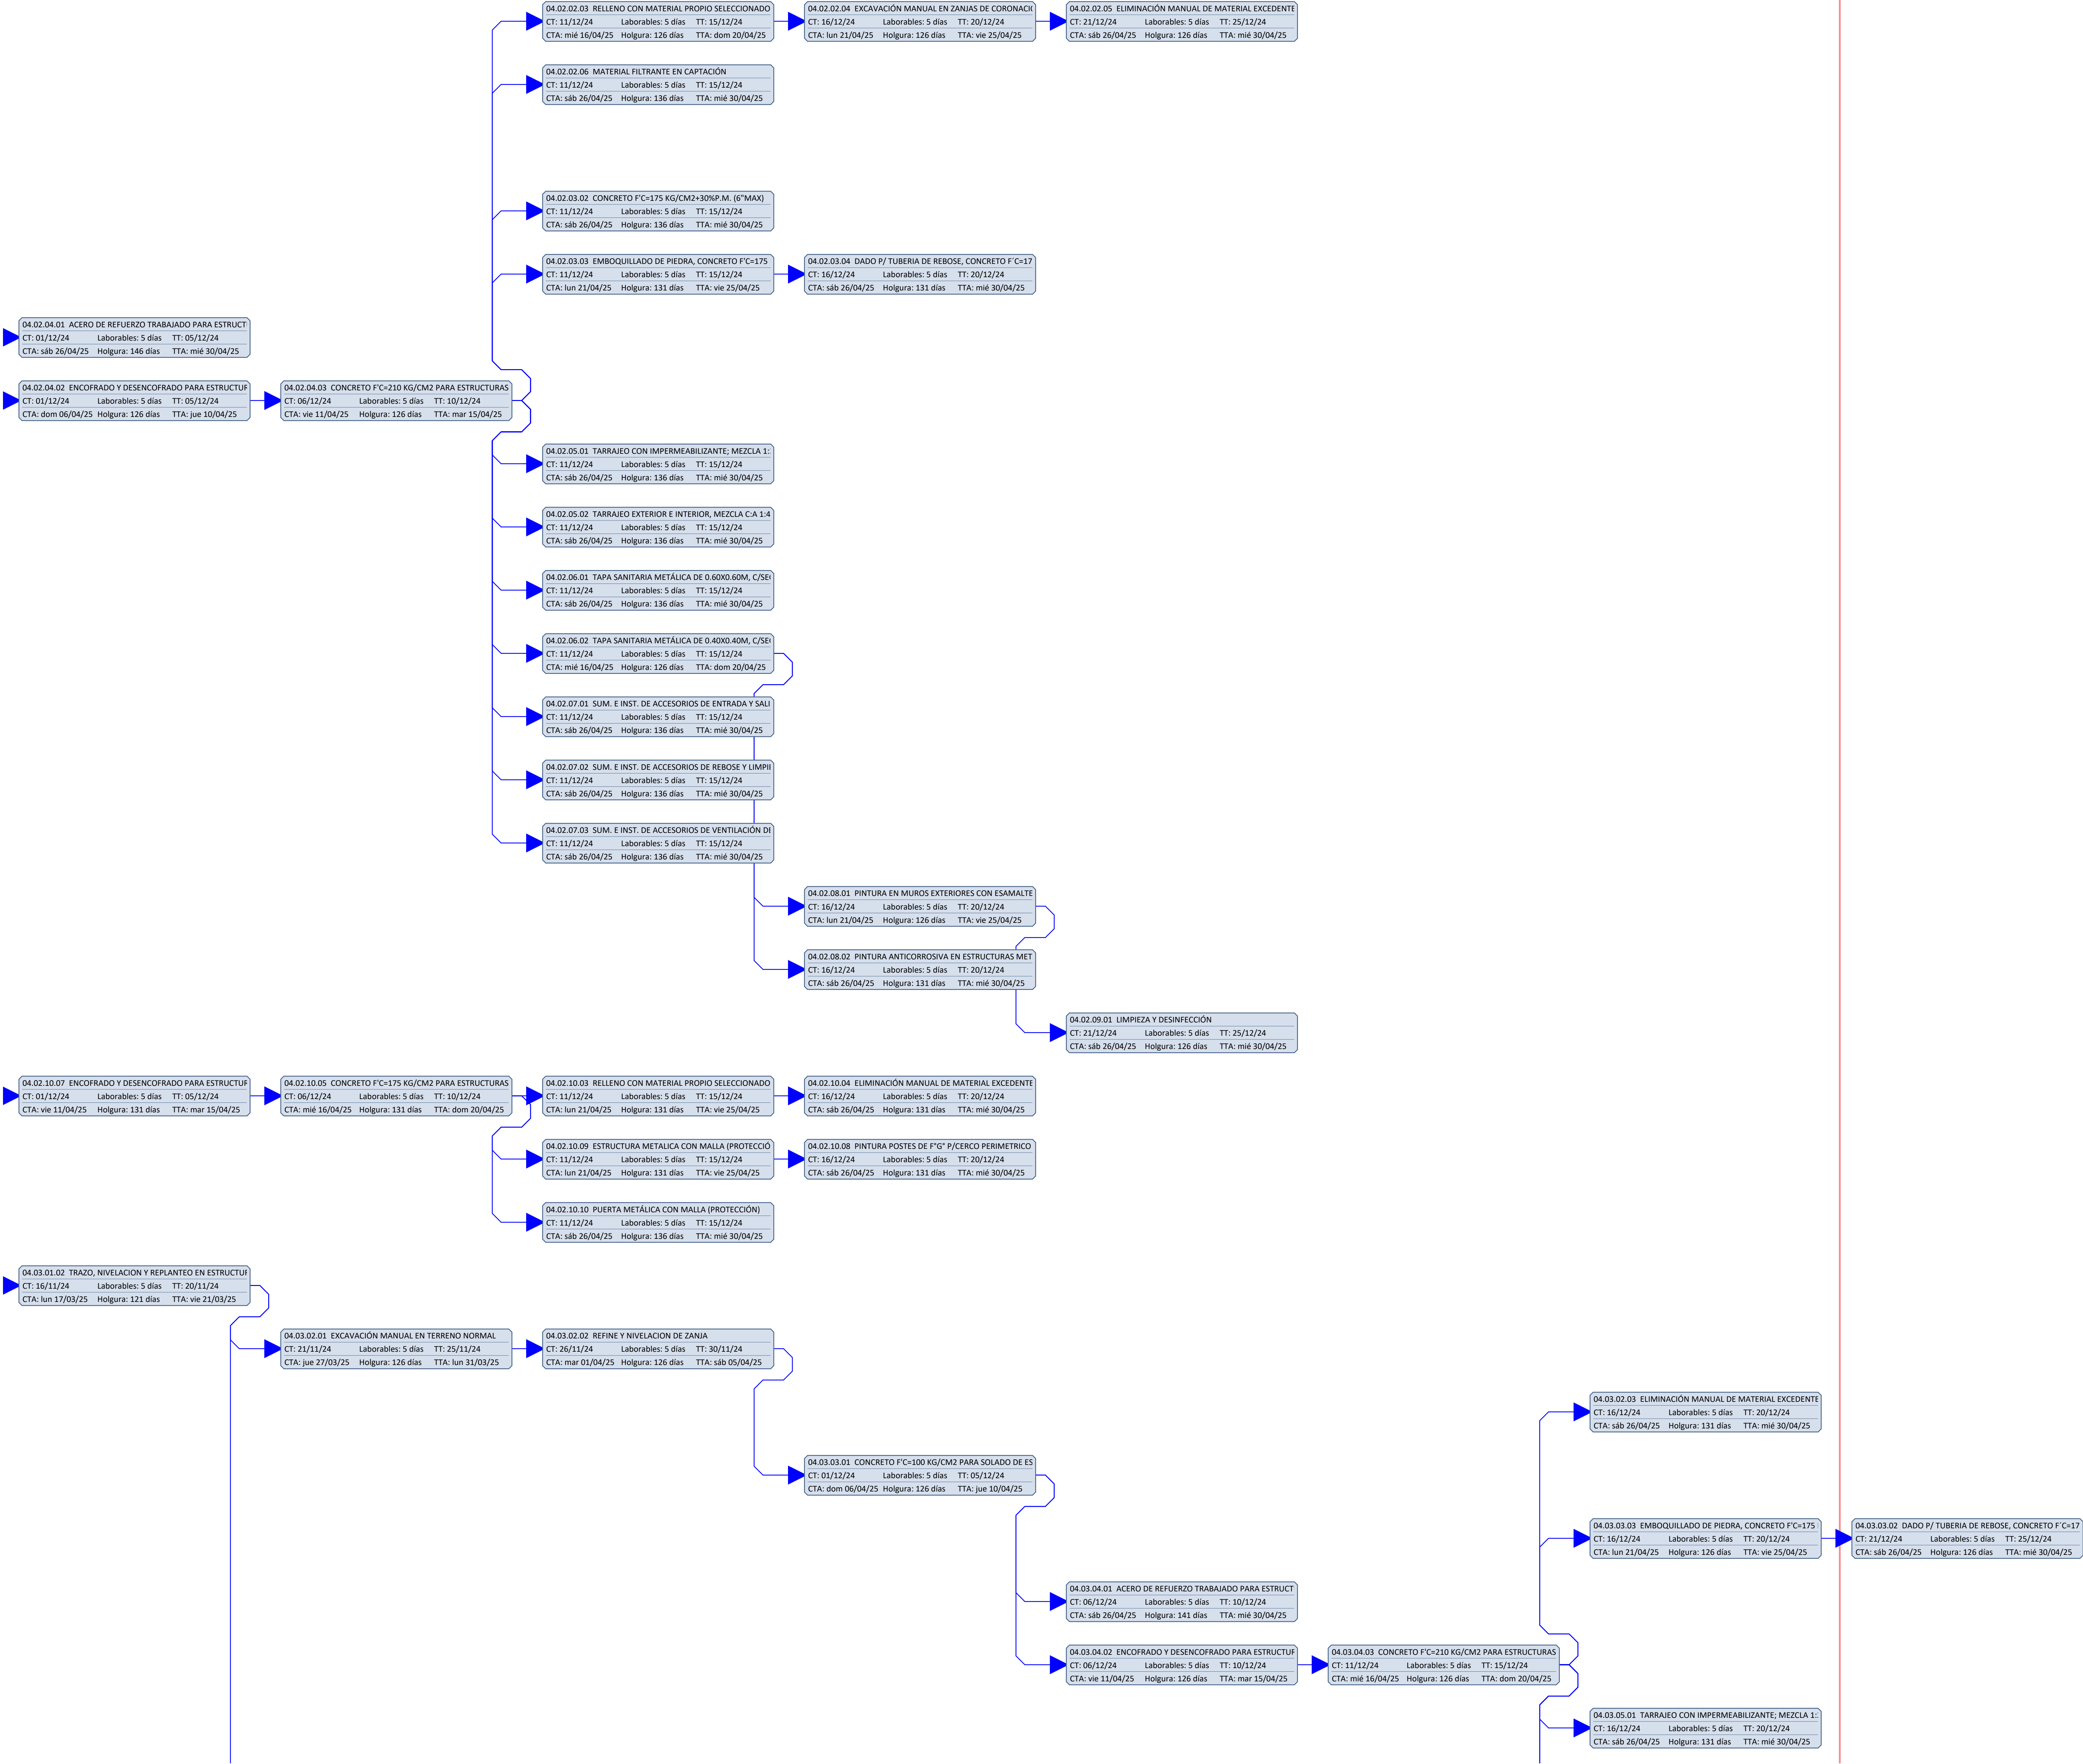 04.02.02.03 RELLENO CON MATERIAL PROPIO SELECCIONADO
CT: 11/12/24 Laborables: 5 días TT: 15/12/24
CTA: mié 16/04/25 Holgura: 126 días TTA: dom 20/04/25
04.02.02.04 EXCAVACIÓN MANUAL EN ZANJAS DE CORONACIÓ
CT: 16/12/24 Laborables: 5 días TT: 20/12/24
CTA: lun 21/04/25 Holgura: 126 días TTA: vie 25/04/25
04.02.02.05 ELIMINACIÓN MANUAL DE MATERIAL EXCEDENTE
CT: 21/12/24 Laborables: 5 días TT: 25/12/24
CTA: sáb 26/04/25 Holgura: 126 días TTA: mié 30/04/25
04.02.02.06 MATERIAL FILTRANTE EN CAPTACIÓN
CT: 11/12/24 Laborables: 5 días TT: 15/12/24
CTA: sáb 26/04/25 Holgura: 136 días TTA: mié 30/04/25
04.02.03.02 CONCRETO F'C=175 KG/CM2+30%P.M. (6"MAX)
CT: 11/12/24 Laborables: 5 días TT: 15/12/24
CTA: sáb 26/04/25 Holgura: 136 días TTA: mié 30/04/25
04.02.03.03 EMBOQUILLADO DE PIEDRA, CONCRETO F'C=175
CT: 11/12/24 Laborables: 5 días TT: 15/12/24
CTA: lun 21/04/25 Holgura: 131 días TTA: vie 25/04/25
04.02.03.04 DADO P/ TUBERIA DE REBOSE, CONCRETO F´C=17
CT: 16/12/24 Laborables: 5 días TT: 20/12/24
CTA: sáb 26/04/25 Holgura: 131 días TTA: mié 30/04/25
04.02.04.01 ACERO DE REFUERZO TRABAJADO PARA ESTRUCT
CT: 01/12/24 Laborables: 5 días TT: 05/12/24
CTA: sáb 26/04/25 Holgura: 146 días TTA: mié 30/04/25
04.02.04.02 ENCOFRADO Y DESENCOFRADO PARA ESTRUCTUR
CT: 01/12/24 Laborables: 5 días TT: 05/12/24
CTA: dom 06/04/25 Holgura: 126 días TTA: jue 10/04/25
04.02.04.03 CONCRETO F'C=210 KG/CM2 PARA ESTRUCTURAS
CT: 06/12/24 Laborables: 5 días TT: 10/12/24
CTA: vie 11/04/25 Holgura: 126 días TTA: mar 15/04/25
04.02.05.01 TARRAJEO CON IMPERMEABILIZANTE; MEZCLA 1:
CT: 11/12/24 Laborables: 5 días TT: 15/12/24
CTA: sáb 26/04/25 Holgura: 136 días TTA: mié 30/04/25
04.02.05.02 TARRAJEO EXTERIOR E INTERIOR, MEZCLA C:A 1:4
CT: 11/12/24 Laborables: 5 días TT: 15/12/24
CTA: sáb 26/04/25 Holgura: 136 días TTA: mié 30/04/25
04.02.06.01 TAPA SANITARIA METÁLICA DE 0.60X0.60M, C/SEG
CT: 11/12/24 Laborables: 5 días TT: 15/12/24
CTA: sáb 26/04/25 Holgura: 136 días TTA: mié 30/04/25
04.02.06.02 TAPA SANITARIA METÁLICA DE 0.40X0.40M, C/SEG
CT: 11/12/24 Laborables: 5 días TT: 15/12/24
CTA: mié 16/04/25 Holgura: 126 días TTA: dom 20/04/25
04.02.07.01 SUM. E INST. DE ACCESORIOS DE ENTRADA Y SALI
CT: 11/12/24 Laborables: 5 días TT: 15/12/24
CTA: sáb 26/04/25 Holgura: 136 días TTA: mié 30/04/25
04.02.07.02 SUM. E INST. DE ACCESORIOS DE REBOSE Y LIMPIE
CT: 11/12/24 Laborables: 5 días TT: 15/12/24
CTA: sáb 26/04/25 Holgura: 136 días TTA: mié 30/04/25
04.02.07.03 SUM. E INST. DE ACCESORIOS DE VENTILACIÓN DE
CT: 11/12/24 Laborables: 5 días TT: 15/12/24
CTA: sáb 26/04/25 Holgura: 136 días TTA: mié 30/04/25
04.02.08.01 PINTURA EN MUROS EXTERIORES CON ESAMALTE
CT: 16/12/24 Laborables: 5 días TT: 20/12/24
CTA: lun 21/04/25 Holgura: 126 días TTA: vie 25/04/25
04.02.08.02 PINTURA ANTICORROSIVA EN ESTRUCTURAS MET
CT: 16/12/24 Laborables: 5 días TT: 20/12/24
CTA: sáb 26/04/25 Holgura: 131 días TTA: mié 30/04/25
04.02.09.01 LIMPIEZA Y DESINFECCIÓN
CT: 21/12/24 Laborables: 5 días TT: 25/12/24
CTA: sáb 26/04/25 Holgura: 126 días TTA: mié 30/04/25
04.02.10.07 ENCOFRADO Y DESENCOFRADO PARA ESTRUCTUR
CT: 01/12/24 Laborables: 5 días TT: 05/12/24
CTA: vie 11/04/25 Holgura: 131 días TTA: mar 15/04/25
04.02.10.05 CONCRETO F'C=175 KG/CM2 PARA ESTRUCTURAS
CT: 06/12/24 Laborables: 5 días TT: 10/12/24
CTA: mié 16/04/25 Holgura: 131 días TTA: dom 20/04/25
04.02.10.03 RELLENO CON MATERIAL PROPIO SELECCIONADO
CT: 11/12/24 Laborables: 5 días TT: 15/12/24
CTA: lun 21/04/25 Holgura: 131 días TTA: vie 25/04/25
04.02.10.04 ELIMINACIÓN MANUAL DE MATERIAL EXCEDENTE
CT: 16/12/24 Laborables: 5 días TT: 20/12/24
CTA: sáb 26/04/25 Holgura: 131 días TTA: mié 30/04/25
04.02.10.09 ESTRUCTURA METALICA CON MALLA (PROTECCIÓ
CT: 11/12/24 Laborables: 5 días TT: 15/12/24
CTA: lun 21/04/25 Holgura: 131 días TTA: vie 25/04/25
04.02.10.08 PINTURA POSTES DE F°G° P/CERCO PERIMETRICO
CT: 16/12/24 Laborables: 5 días TT: 20/12/24
CTA: sáb 26/04/25 Holgura: 131 días TTA: mié 30/04/25
04.02.10.10 PUERTA METÁLICA CON MALLA (PROTECCIÓN)
CT: 11/12/24 Laborables: 5 días TT: 15/12/24
CTA: sáb 26/04/25 Holgura: 136 días TTA: mié 30/04/25
04.03.01.02 TRAZO, NIVELACION Y REPLANTEO EN ESTRUCTUR
CT: 16/11/24 Laborables: 5 días TT: 20/11/24
CTA: lun 17/03/25 Holgura: 121 días TTA: vie 21/03/25
04.03.02.01 EXCAVACIÓN MANUAL EN TERRENO NORMAL
CT: 21/11/24 Laborables: 5 días TT: 25/11/24
CTA: jue 27/03/25 Holgura: 126 días TTA: lun 31/03/25
04.03.02.02 REFINE Y NIVELACION DE ZANJA
CT: 26/11/24 Laborables: 5 días TT: 30/11/24
CTA: mar 01/04/25 Holgura: 126 días TTA: sáb 05/04/25
04.03.02.03 ELIMINACIÓN MANUAL DE MATERIAL EXCEDENTE
CT: 16/12/24 Laborables: 5 días TT: 20/12/24
CTA: sáb 26/04/25 Holgura: 131 días TTA: mié 30/04/25
04.03.03.01 CONCRETO F'C=100 KG/CM2 PARA SOLADO DE ES
CT: 01/12/24 Laborables: 5 días TT: 05/12/24
CTA: dom 06/04/25 Holgura: 126 días TTA: jue 10/04/25
04.03.03.03 EMBOQUILLADO DE PIEDRA, CONCRETO F'C=175
CT: 16/12/24 Laborables: 5 días TT: 20/12/24
CTA: lun 21/04/25 Holgura: 126 días TTA: vie 25/04/25
04.03.03.02 DADO P/ TUBERIA DE REBOSE, CONCRETO F´C=17
CT: 21/12/24 Laborables: 5 días TT: 25/12/24
CTA: sáb 26/04/25 Holgura: 126 días TTA: mié 30/04/25
04.03.04.01 ACERO DE REFUERZO TRABAJADO PARA ESTRUCT
CT: 06/12/24 Laborables: 5 días TT: 10/12/24
CTA: sáb 26/04/25 Holgura: 141 días TTA: mié 30/04/25
04.03.04.02 ENCOFRADO Y DESENCOFRADO PARA ESTRUCTUR
CT: 06/12/24 Laborables: 5 días TT: 10/12/24
CTA: vie 11/04/25 Holgura: 126 días TTA: mar 15/04/25
04.03.04.03 CONCRETO F'C=210 KG/CM2 PARA ESTRUCTURAS
CT: 11/12/24 Laborables: 5 días TT: 15/12/24
CTA: mié 16/04/25 Holgura: 126 días TTA: dom 20/04/25
04.03.05.01 TARRAJEO CON IMPERMEABILIZANTE; MEZCLA 1:
CT: 16/12/24 Laborables: 5 días TT: 20/12/24
CTA: sáb 26/04/25 Holgura: 131 días TTA: mié 30/04/25